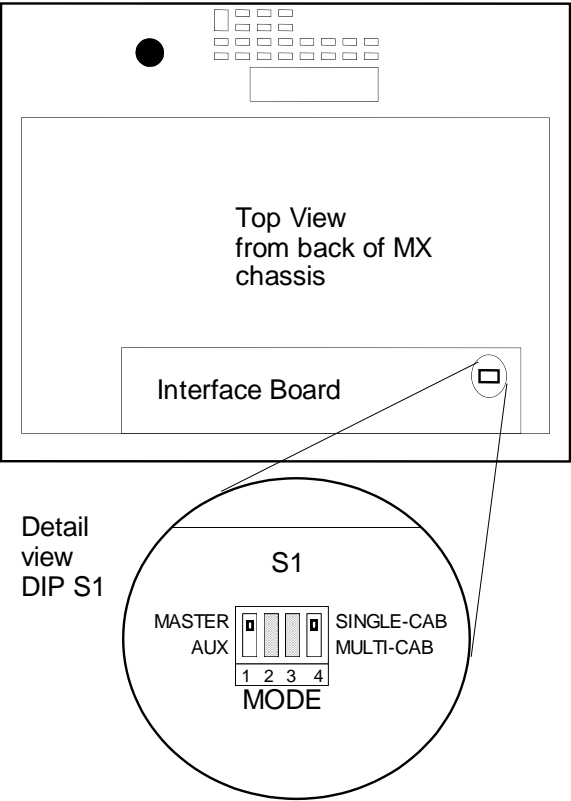 Top View
from back of MX
chassis
Interface Board
Detail
view
DIP S1
S1
MASTER
SINGLE-CAB
AUX
MULTI-CAB
1 2 3 4
MODE